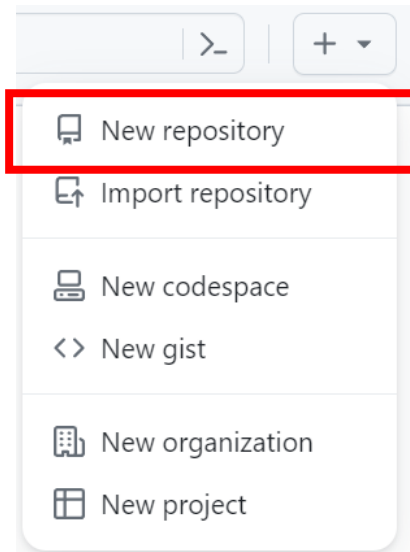 New repository
Import repository
New codespace
New gist
New organization
New project